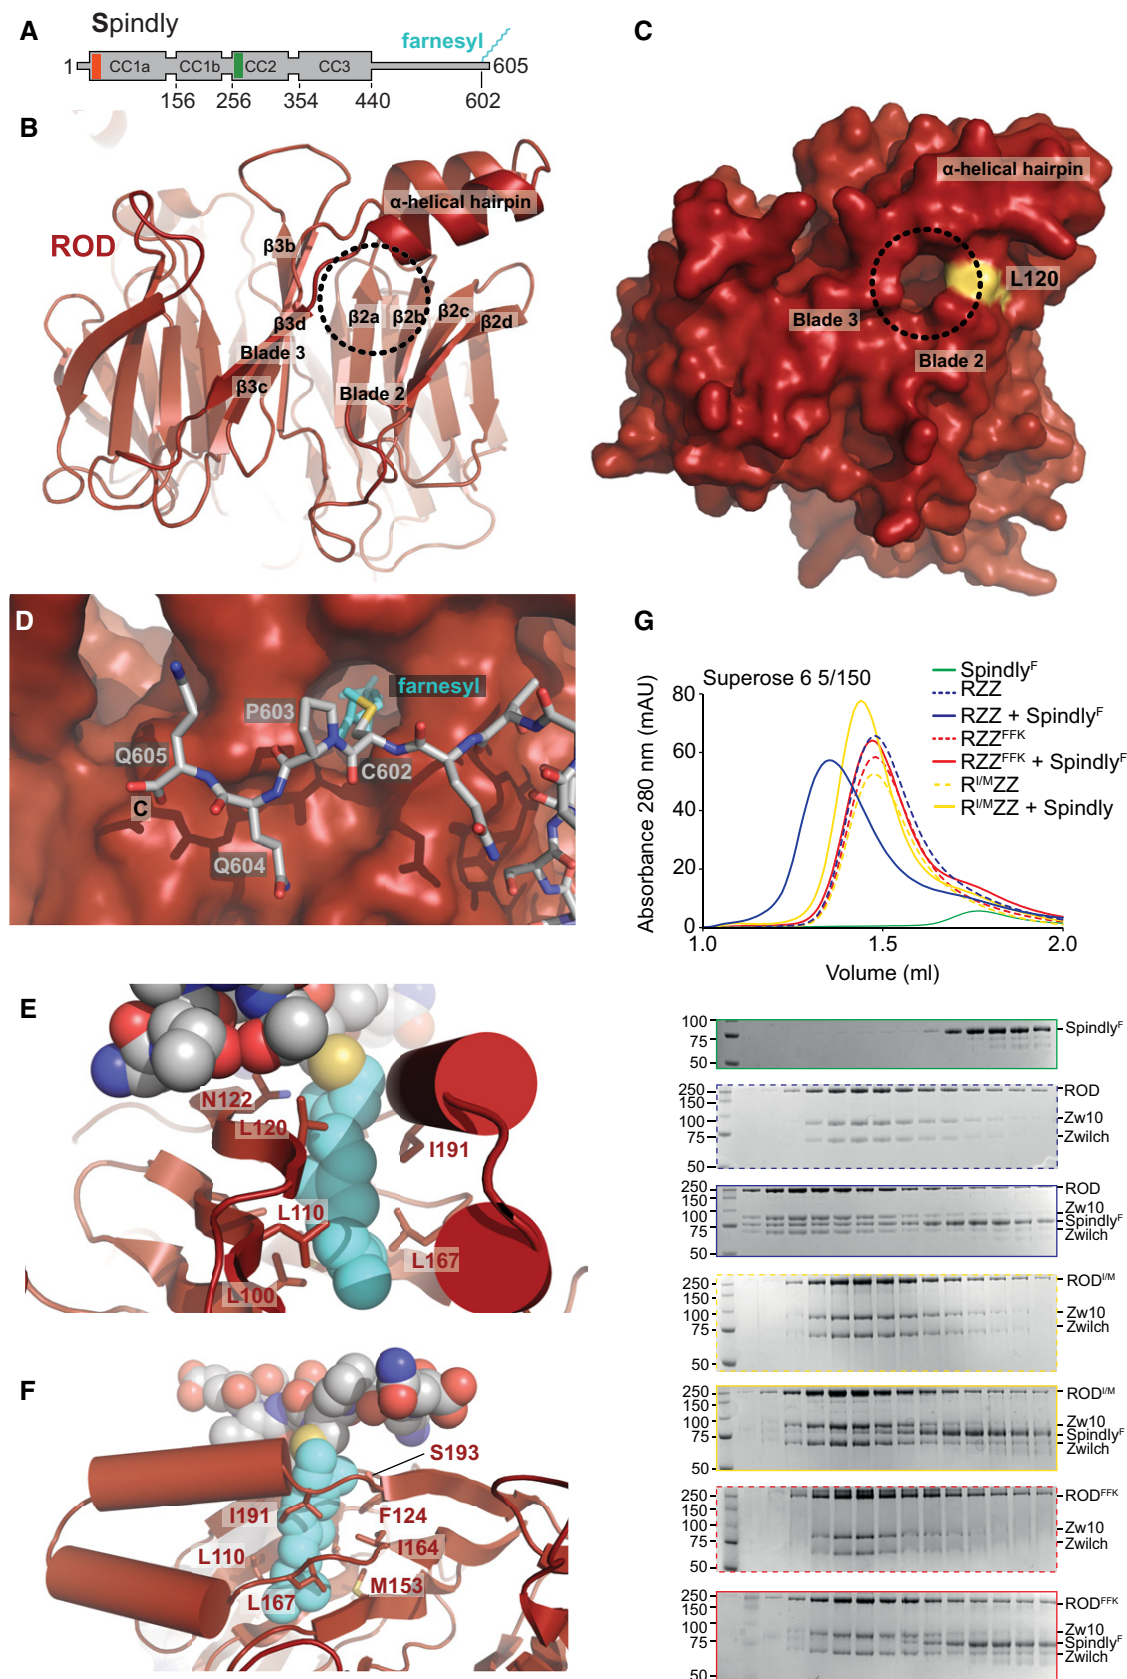 A
Spindly
farnesyl
1
CC1a
CC1b
CC2
CC3
605
156
256
354
440
602
B
ROD
α-helical hairpin
β3b
β3d
β2a
β2b
β2c
β2d
Blade 3
β3c
Blade 2
C
α-helical hairpin
L120
Blade 3
Blade 2
D
farnesyl
P603
Q605
C602
C
Q604
E
N122
L120
I191
L110
L167
L100
F
S193
I191
F124
L110
I164
M153
L167
G
Superose 6 5/150
Absorbance 280 nm (mAU)
80
60
40
20
0
1.0
1.5
2.0
Volume (ml)
Spindlyᶠ
RZZ
RZZ + Spindlyᶠ
RZZᶠᶠᴷ
RZZᶠᶠᴷ + Spindlyᶠ
Rᴵ/ᴹZZ
Rᴵ/ᴹZZ + Spindly
100
75
50
Spindlyᶠ
250
150
100
75
50
ROD
Zw10
Zwilch
250
150
100
75
50
ROD
Zw10
Spindlyᶠ
Zwilch
250
150
100
75
50
RODᴵ/ᴹ
Zw10
Zwilch
250
150
100
75
50
RODᴵ/ᴹ
Zw10
Spindlyᶠ
Zwilch
250
150
100
75
50
RODᶠᶠᴷ
Zw10
Zwilch
250
150
100
75
50
RODᶠᶠᴷ
Zw10
Spindlyᶠ
Zwilch